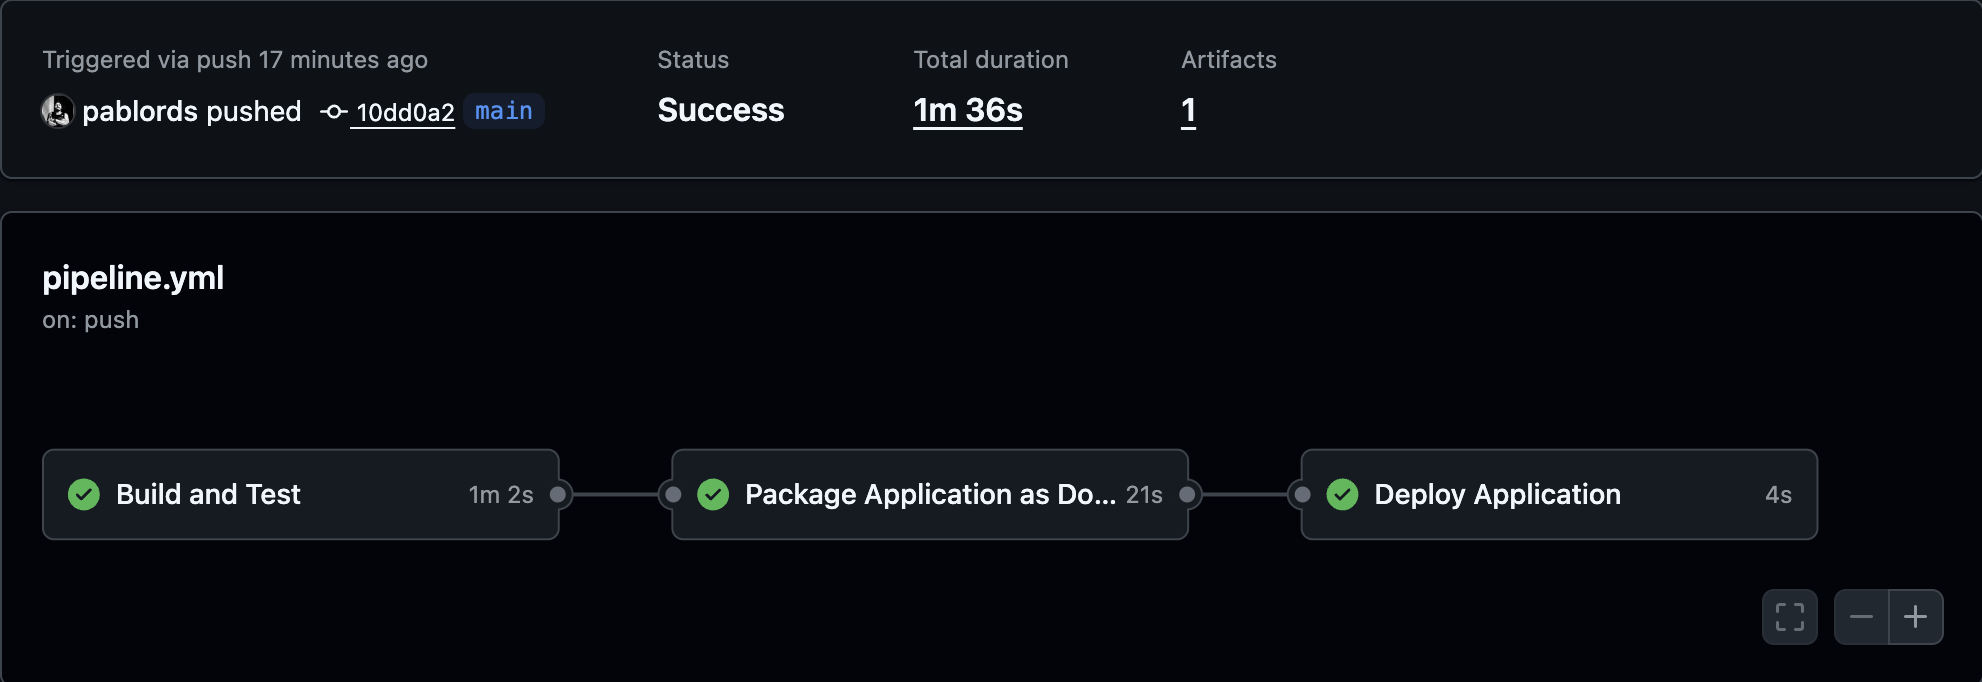 Triggered via push 17 minutes ago
pablords pushed 10dd0a2 main
Status
Success
Total duration
1m 36s
Artifacts
1
pipeline.yml
on: push
Build and Test 1m 2s
Package Application as Do... 21s
Deploy Application 4s